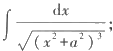 ∫ dx / √((x² + a²)³) ;